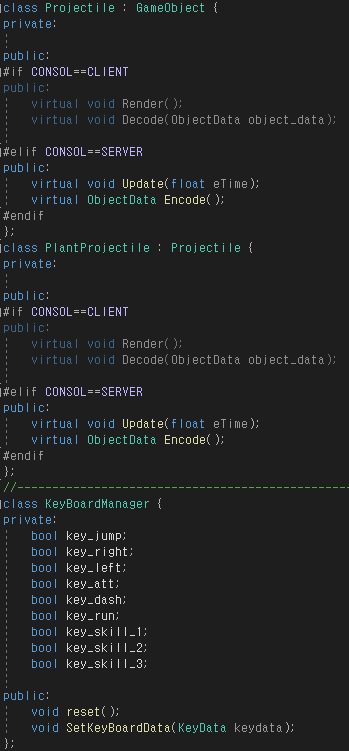 class Projectile : GameObject {
private:

public:
#if CONSOL==CLIENT
public:
    virtual void Render();
    virtual void Decode(ObjectData object_data);

#elif CONSOL==SERVER
public:
    virtual void Update(float eTime);
    virtual ObjectData Encode();
#endif
};
class PlantProjectile : Projectile {
private:

public:
#if CONSOL==CLIENT
public:
    virtual void Render();
    virtual void Decode(ObjectData object_data);

#elif CONSOL==SERVER
public:
    virtual void Update(float eTime);
    virtual ObjectData Encode();
#endif
};
//------------------------------------------------
class KeyBoardManager {
private:
    bool key_jump;
    bool key_right;
    bool key_left;
    bool key_att;
    bool key_dash;
    bool key_run;
    bool key_skill_1;
    bool key_skill_2;
    bool key_skill_3;

public:
    void reset();
    void SetKeyBoardData(KeyData keydata);
};